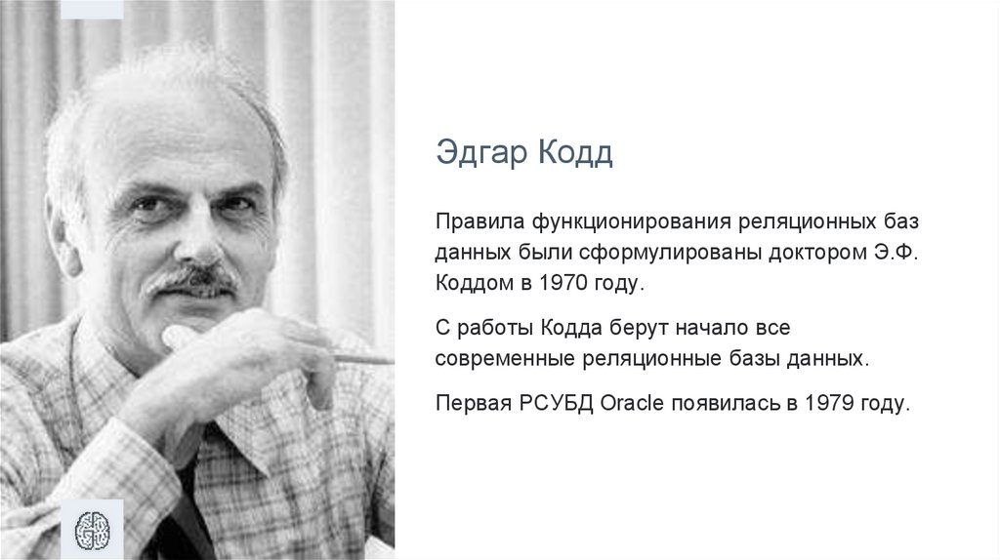 Эдгар Кодд
Правила функционирования реляционных баз
данных были сформулированы доктором Э.Ф.
Коддом в 1970 году.
С работы Кодда берут начало все
современные реляционные базы данных.
Первая РСУБД Oracle появилась в 1979 году.